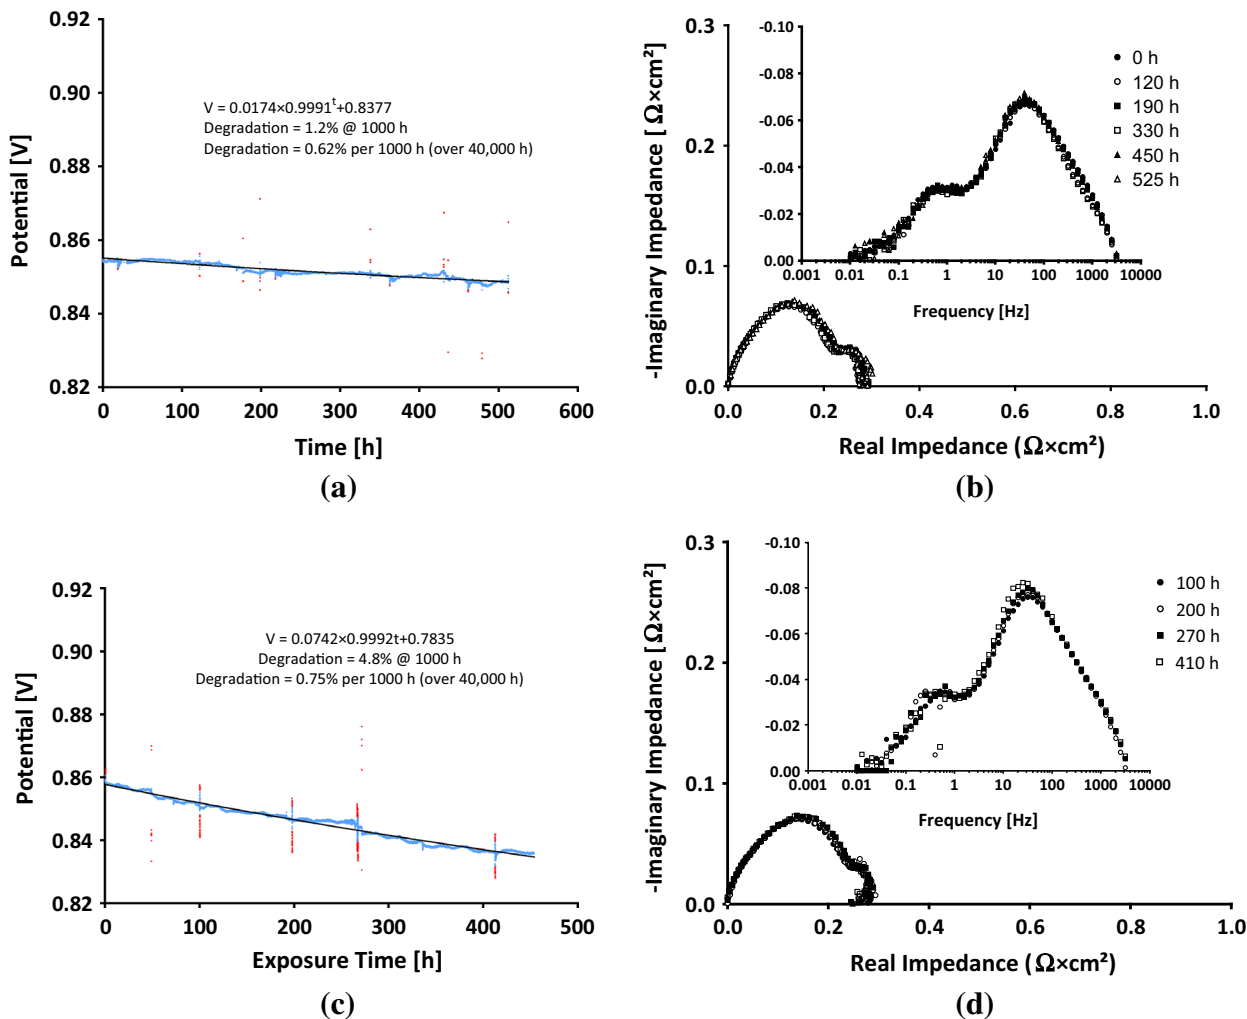 0.92
0.90
0.88
0.86
0.84
0.82
Potential [V]
V = 0.0174×0.9991^t+0.8377
Degradation = 1.2% @ 1000 h
Degradation = 0.62% per 1000 h (over 40,000 h)
0 100 200 300 400 500 600
Time [h]
(a)
0.3
0.2
0.1
0.0
-Imaginary Impedance [Ω×cm²]
-0.10
-0.08
-0.06
-0.04
-0.02
0.00
0.001 0.01 0.1 1 10 100 1000 10000
Frequency [Hz]
0 h
120 h
190 h
330 h
450 h
525 h
0.0 0.2 0.4 0.6 0.8 1.0
Real Impedance (Ω×cm²)
(b)
0.92
0.90
0.88
0.86
0.84
0.82
Potential [V]
V = 0.0742×0.9992t+0.7835
Degradation = 4.8% @ 1000 h
Degradation = 0.75% per 1000 h (over 40,000 h)
0 100 200 300 400 500
Exposure Time [h]
(c)
0.3
0.2
0.1
0.0
-Imaginary Impedance [Ω×cm²]
-0.10
-0.08
-0.06
-0.04
-0.02
0.00
0.001 0.01 0.1 1 10 100 1000 10000
Frequency [Hz]
100 h
200 h
270 h
410 h
0.0 0.2 0.4 0.6 0.8 1.0
Real Impedance (Ω×cm²)
(d)